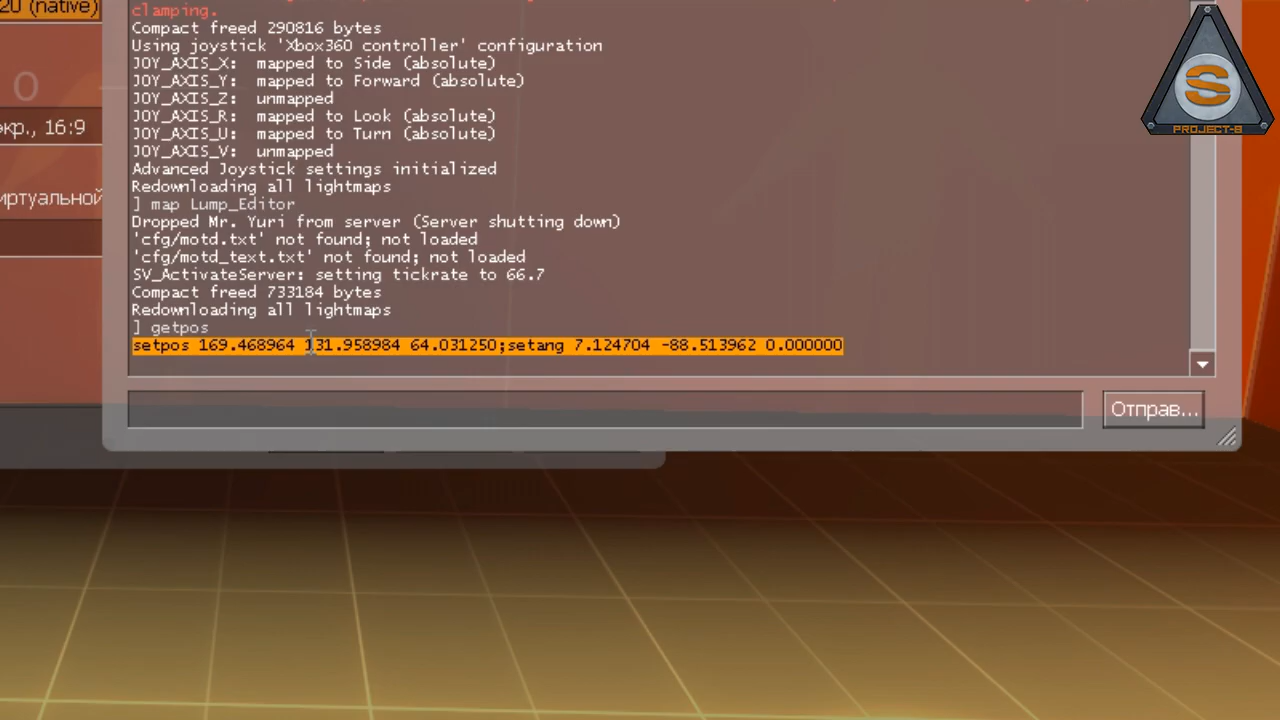 20 (native)
clamping.
Compact freed 290816 bytes
Using joystick 'Xbox360 controller' configuration
JOY_AXIS_X:  mapped to Side (absolute)
JOY_AXIS_Y:  mapped to Forward (absolute)
JOY_AXIS_Z:  unmapped
JOY_AXIS_R:  mapped to Look (absolute)
JOY_AXIS_U:  mapped to Turn (absolute)
JOY_AXIS_V:  unmapped
Advanced Joystick settings initialized
Redownloading all lightmaps
] map Lump_Editor
Dropped Mr. Yuri from server (Server shutting down)
'cfg/motd.txt' not found; not loaded
'cfg/motd_text.txt' not found; not loaded
SV_ActivateServer: setting tickrate to 66.7
Compact freed 733184 bytes
Redownloading all lightmaps
] getpos
setpos 169.468964 131.958984 64.031250;setang 7.124704 -88.513962 0.000000
экр., 16:9
иртуальной
Отправ...
S
PROJECT-S